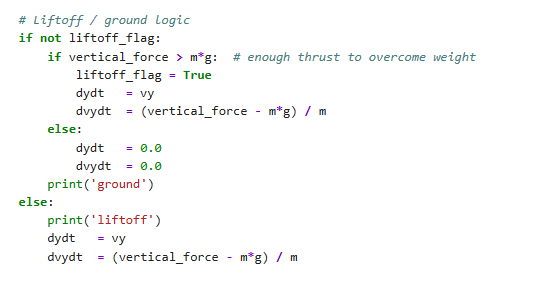 # Liftoff / ground logic
if not liftoff_flag:
    if vertical_force > m*g:  # enough thrust to overcome weight
        liftoff_flag = True
        dydt   = vy
        dvydt  = (vertical_force - m*g) / m
    else:
        dydt   = 0.0
        dvydt  = 0.0
    print('ground')
else:
    print('liftoff')
    dydt   = vy
    dvydt  = (vertical_force - m*g) / m